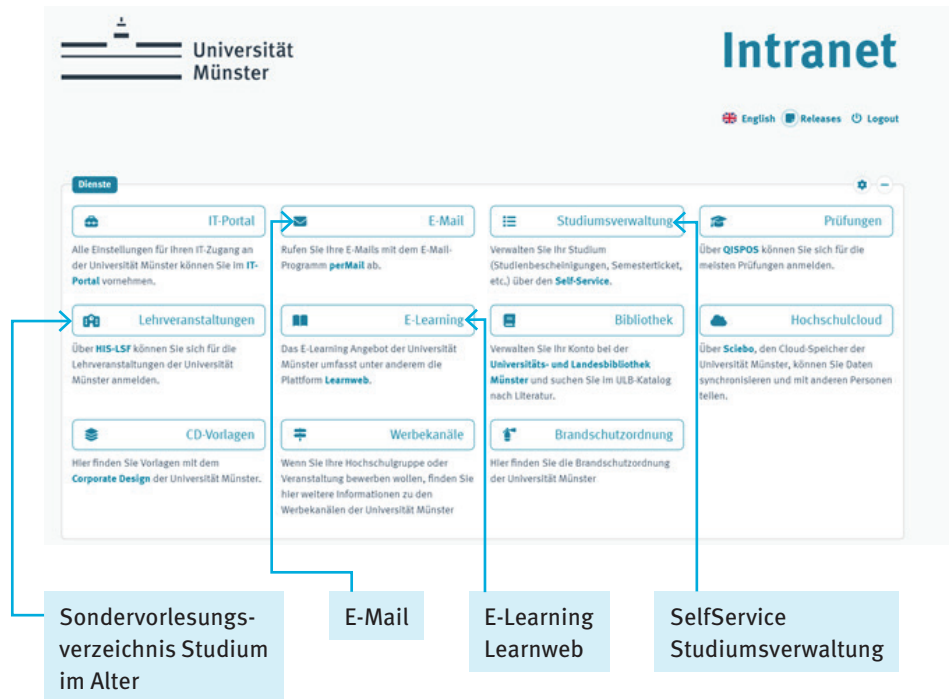 Universität
Münster
Intranet
English Releases Logout
Dienste
IT-Portal
Alle Einstellungen für Ihren IT-Zugang an
der Universität Münster können Sie im IT-
Portal vornehmen.
E-Mail
Rufen Sie Ihre E-Mails mit dem E-Mail-
Programm perMail ab.
Studiumsverwaltung
Verwalten Sie Ihr Studium
(Studienbescheinigungen, Semesterticket,
etc.) über den Self-Service.
Prüfungen
Über QISPOS können Sie sich für die
meisten Prüfungen anmelden.
Lehrveranstaltungen
Über HIS-LSF können Sie sich für die
Lehrveranstaltungen der Universität
Münster anmelden.
E-Learning
Das E-Learning Angebot der Universität
Münster umfasst unter anderem die
Plattform Learnweb.
Bibliothek
Verwalten Sie Ihr Konto bei der
Universitäts- und Landesbibliothek
Münster und suchen Sie im ULB-Katalog
nach Literatur.
Hochschulcloud
Über Sciebo, den Cloud-Speicher der
Universität Münster, können Sie Daten
synchronisieren und mit anderen Personen
teilen.
CD-Vorlagen
Hier finden Sie Vorlagen mit dem
Corporate Design der Universität Münster.
Werbekanäle
Wenn Sie Ihre Hochschulgruppe oder
Veranstaltung bewerben wollen, finden Sie
hier weitere Informationen zu den
Werbekanälen der Universität Münster
Brandschutzordnung
Hier finden Sie die Brandschutzordnung
der Universität Münster
Sondervorlesungs-
verzeichnis Studium
im Alter
E-Mail
E-Learning
Learnweb
SelfService
Studiumsverwaltung